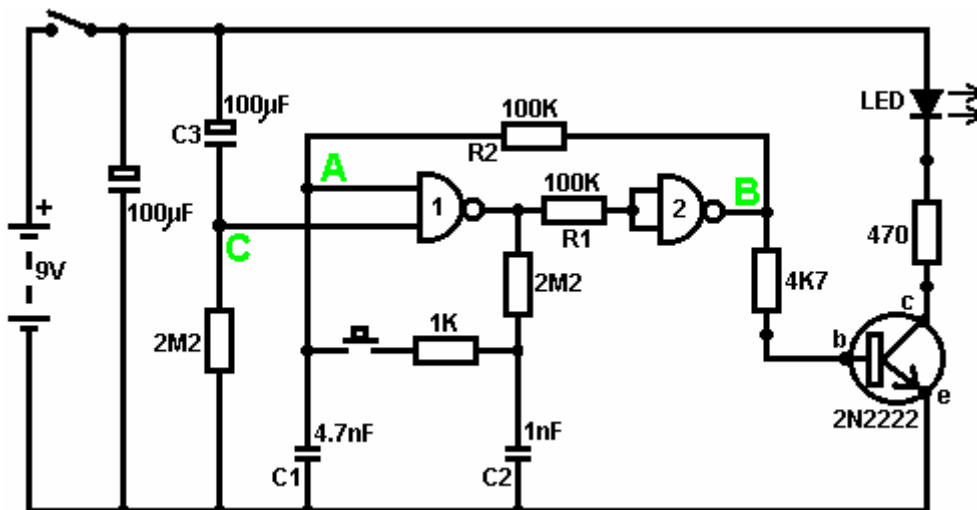 100µF
C3
100µF
+
9V
C
2M2
A
100K
R2
1
100K
R1
2
B
2M2
1K
4.7nF
C1
1nF
C2
4K7
LED
470
c
b
e
2N2222